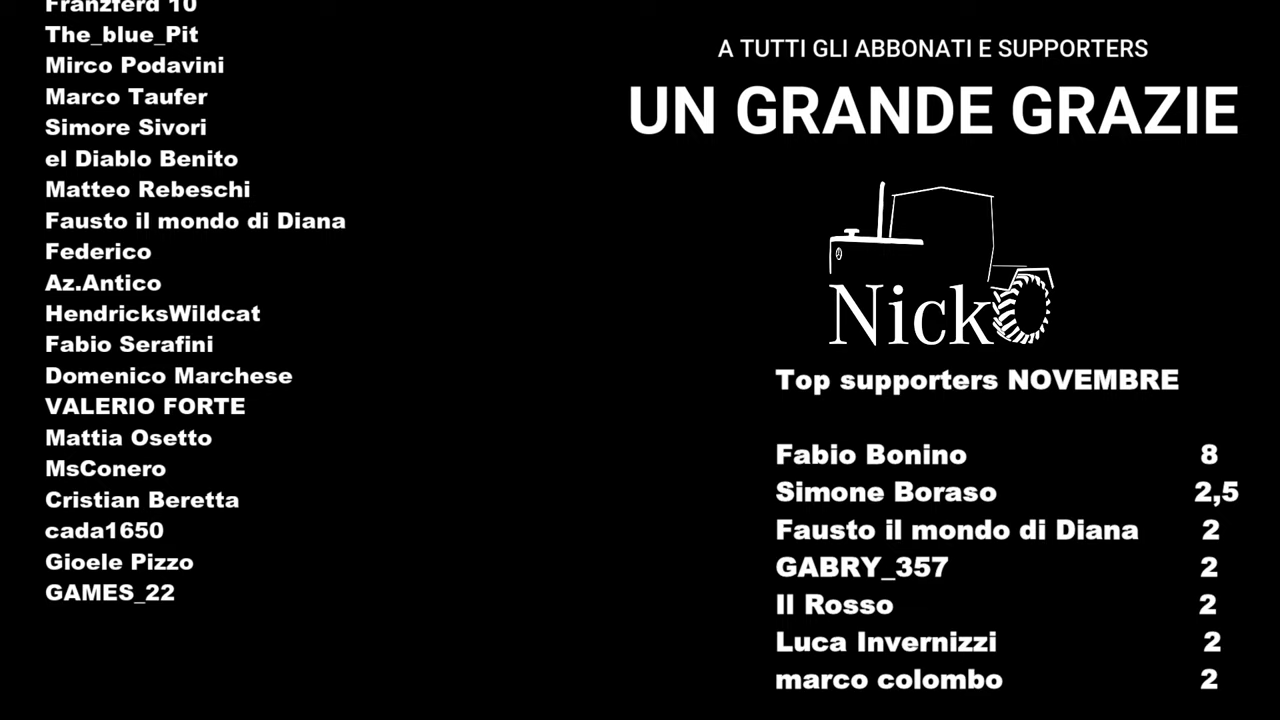 Franzferd 10
The_blue_Pit
Mirco Podavini
Marco Taufer
Simore Sivori
el Diablo Benito
Matteo Rebeschi
Fausto il mondo di Diana
Federico
Az.Antico
HendricksWildcat
Fabio Serafini
Domenico Marchese
VALERIO FORTE
Mattia Osetto
MsConero
Cristian Beretta
cada1650
Gioele Pizzo
GAMES_22
A TUTTI GLI ABBONATI E SUPPORTERS
UN GRANDE GRAZIE
Nicko
Top supporters NOVEMBRE
Fabio Bonino 8
Simone Boraso 2,5
Fausto il mondo di Diana 2
GABRY_357 2
Il Rosso 2
Luca Invernizzi 2
marco colombo 2